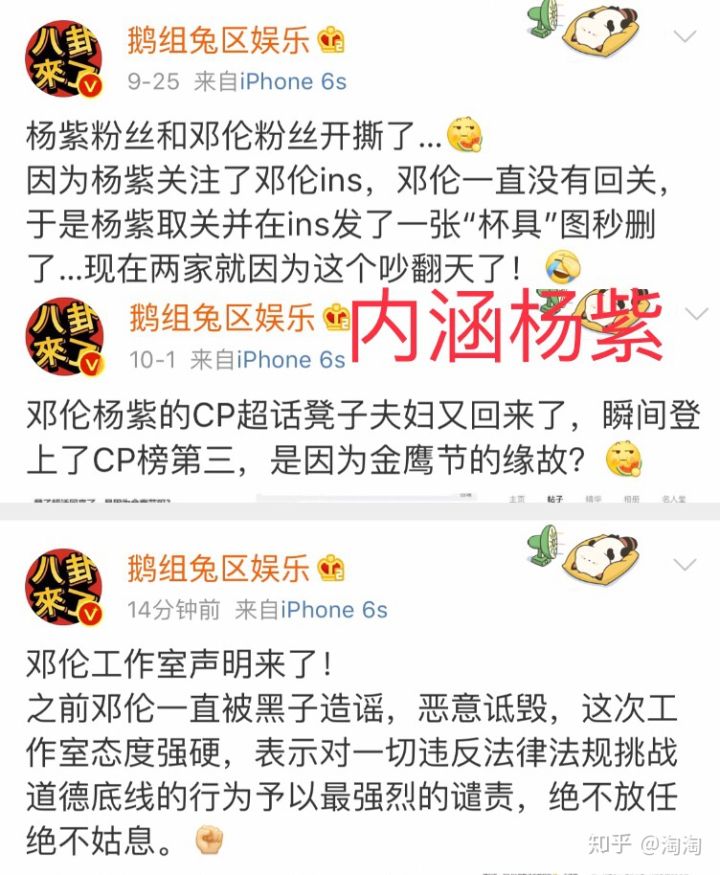 八卦來了
鹅组兔区娱乐
9-25 来自iPhone 6s
杨紫粉丝和邓伦粉丝开撕了...
因为杨紫关注了邓伦ins，邓伦一直没有回关，
于是杨紫取关并在ins发了一张“杯具”图秒删
了...现在两家就因为这个吵翻天了！
八卦來了
鹅组兔区娱乐
内涵杨紫
10-1 来自iPhone 6s
邓伦杨紫的CP超话凳子夫妇又回来了，瞬间登
上了CP榜第三，是因为金鹰节的缘故？
主页 帖子 精华 相册 名人堂
八卦來了
鹅组兔区娱乐
14分钟前 来自iPhone 6s
邓伦工作室声明来了！
之前邓伦一直被黑子造谣，恶意诋毁，这次工
作室态度强硬，表示对一切违反法律法规挑战
道德底线的行为予以最强烈的谴责，绝不放任
绝不姑息。
知乎 @淘淘